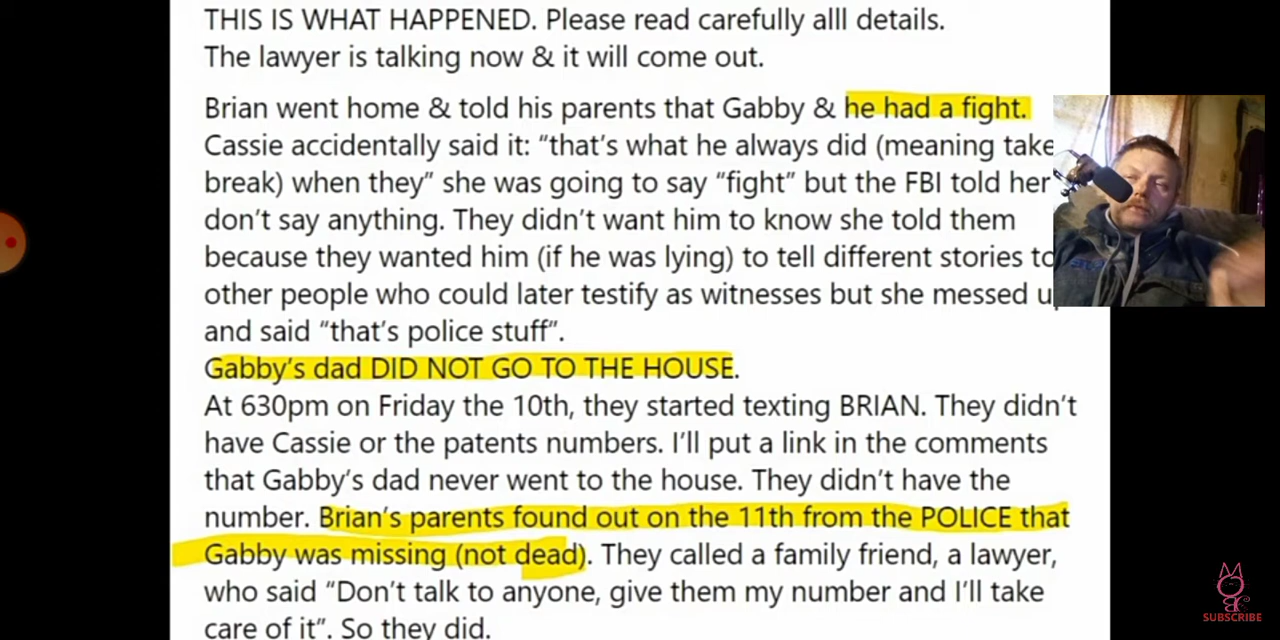 THIS IS WHAT HAPPENED. Please read carefully alll details.
The lawyer is talking now & it will come out.
Brian went home & told his parents that Gabby & he had a fight.
Cassie accidentally said it: “that’s what he always did (meaning take
break) when they” she was going to say “fight” but the FBI told her
don’t say anything. They didn’t want him to know she told them
because they wanted him (if he was lying) to tell different stories to
other people who could later testify as witnesses but she messed
and said “that’s police stuff”.
Gabby’s dad DID NOT GO TO THE HOUSE.
At 630pm on Friday the 10th, they started texting BRIAN. They didn’t
have Cassie or the patents numbers. I’ll put a link in the comments
that Gabby’s dad never went to the house. They didn’t have the
number. Brian’s parents found out on the 11th from the POLICE that
Gabby was missing (not dead). They called a family friend, a lawyer,
who said “Don’t talk to anyone, give them my number and I’ll take
care of it”. So they did.
SUBSCRIBE